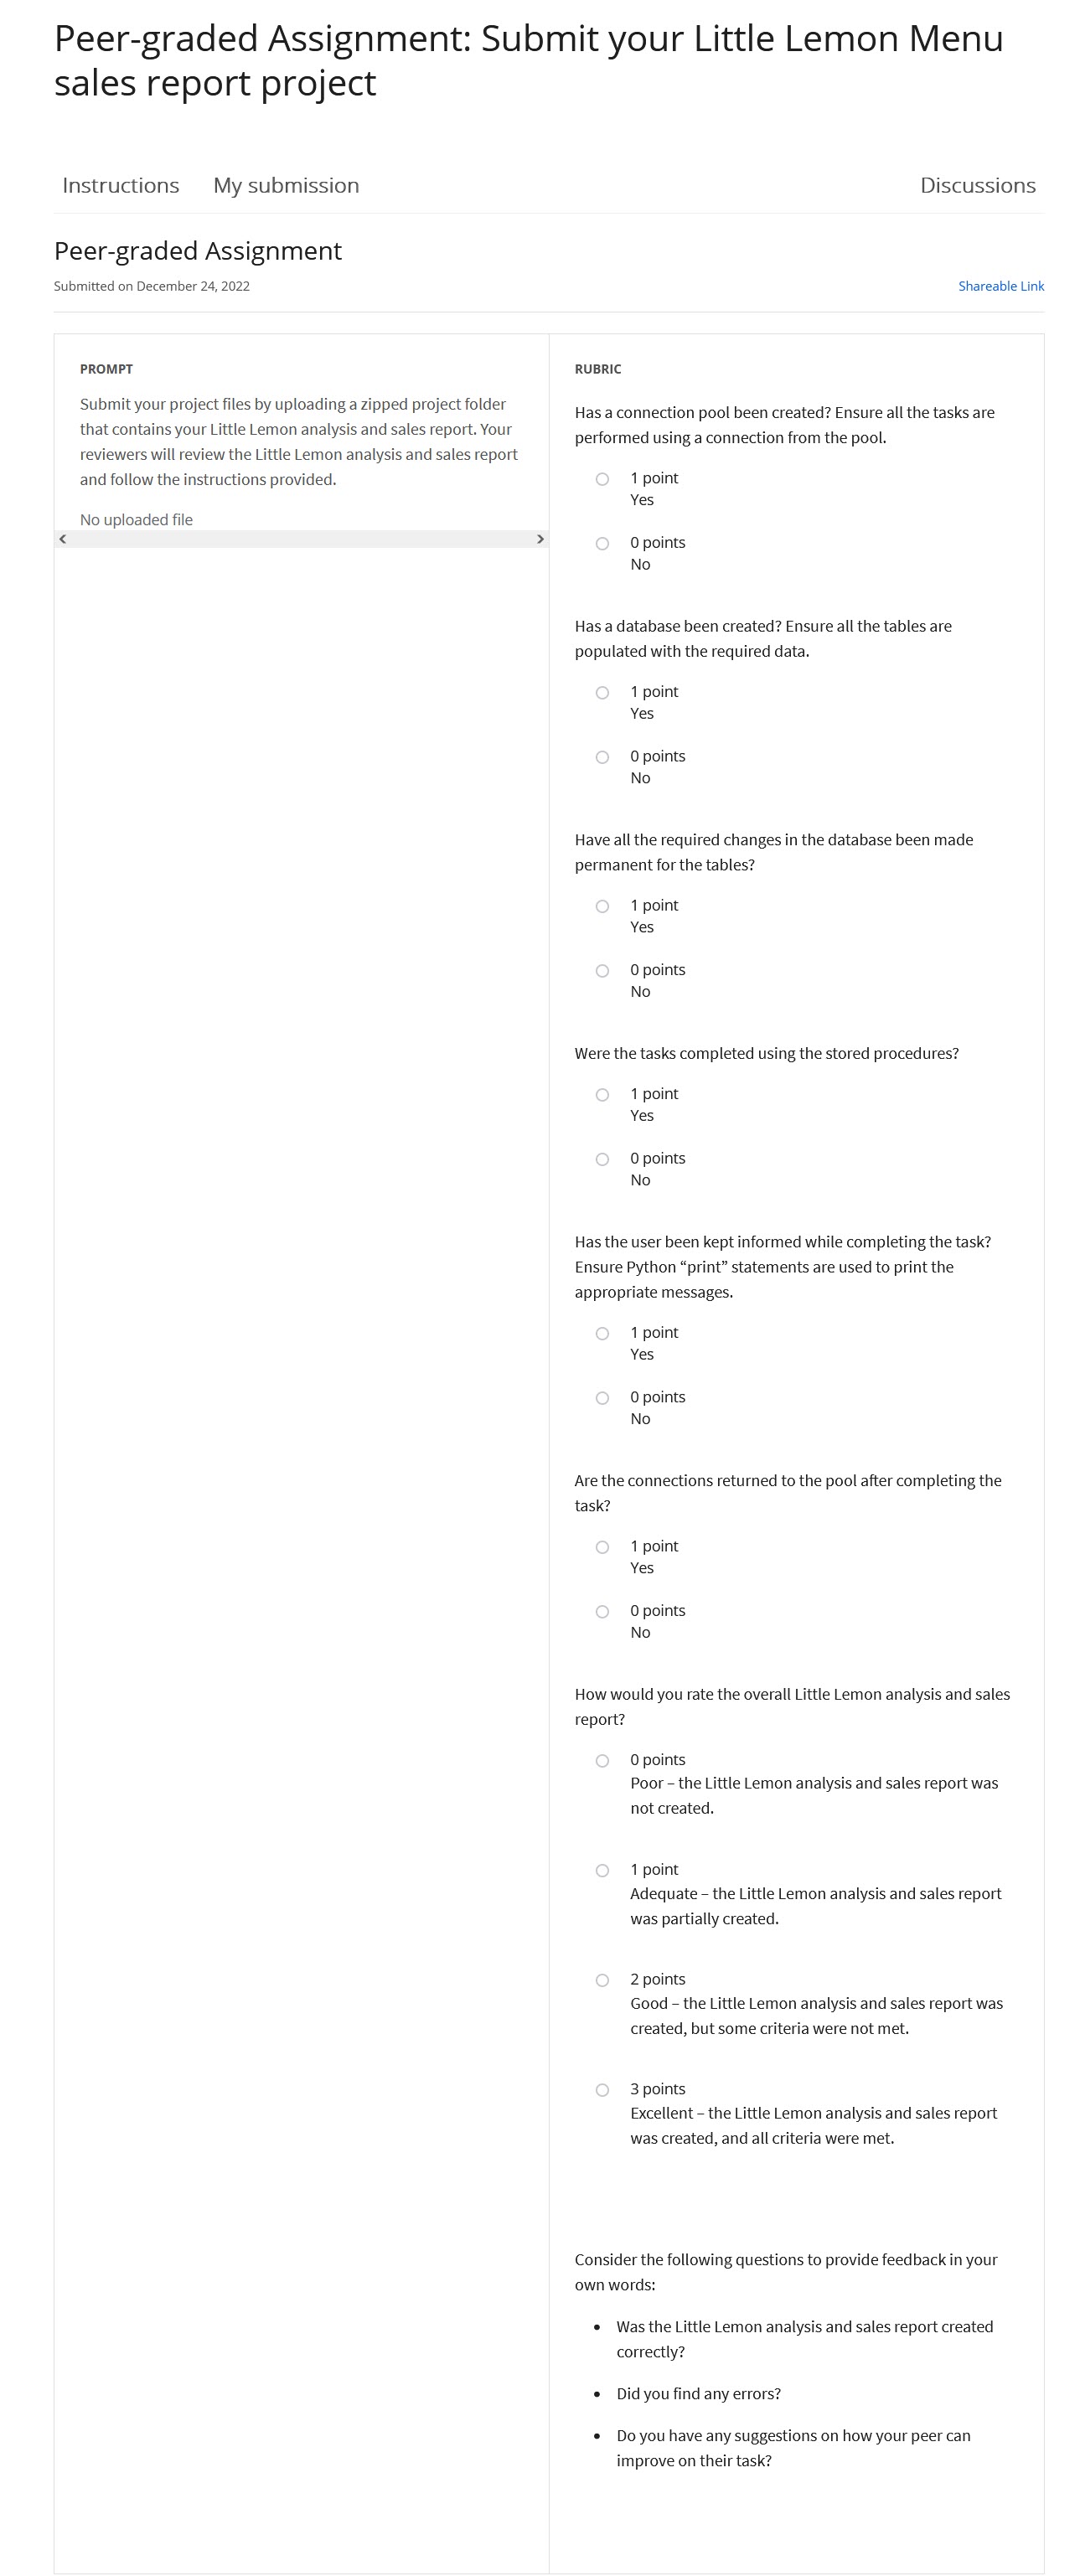 Peer-graded Assignment: Submit your Little Lemon Menu
sales report project
Instructions
My submission
Discussions
Peer-graded Assignment
Submitted on December 24, 2022
Shareable Link
PROMPT
Submit your project files by uploading a zipped project folder
that contains your Little Lemon analysis and sales report. Your
reviewers will review the Little Lemon analysis and sales report
and follow the instructions provided.
No uploaded file
RUBRIC
Has a connection pool been created? Ensure all the tasks are
performed using a connection from the pool.
1 point
Yes
0 points
No
Has a database been created? Ensure all the tables are
populated with the required data.
1 point
Yes
0 points
No
Have all the required changes in the database been made
permanent for the tables?
1 point
Yes
0 points
No
Were the tasks completed using the stored procedures?
1 point
Yes
0 points
No
Has the user been kept informed while completing the task?
Ensure Python “print” statements are used to print the
appropriate messages.
1 point
Yes
0 points
No
Are the connections returned to the pool after completing the
task?
1 point
Yes
0 points
No
How would you rate the overall Little Lemon analysis and sales
report?
0 points
Poor – the Little Lemon analysis and sales report was
not created.
1 point
Adequate – the Little Lemon analysis and sales report
was partially created.
2 points
Good – the Little Lemon analysis and sales report was
created, but some criteria were not met.
3 points
Excellent – the Little Lemon analysis and sales report
was created, and all criteria were met.
Consider the following questions to provide feedback in your
own words:
• Was the Little Lemon analysis and sales report created
correctly?
• Did you find any errors?
• Do you have any suggestions on how your peer can
improve on their task?